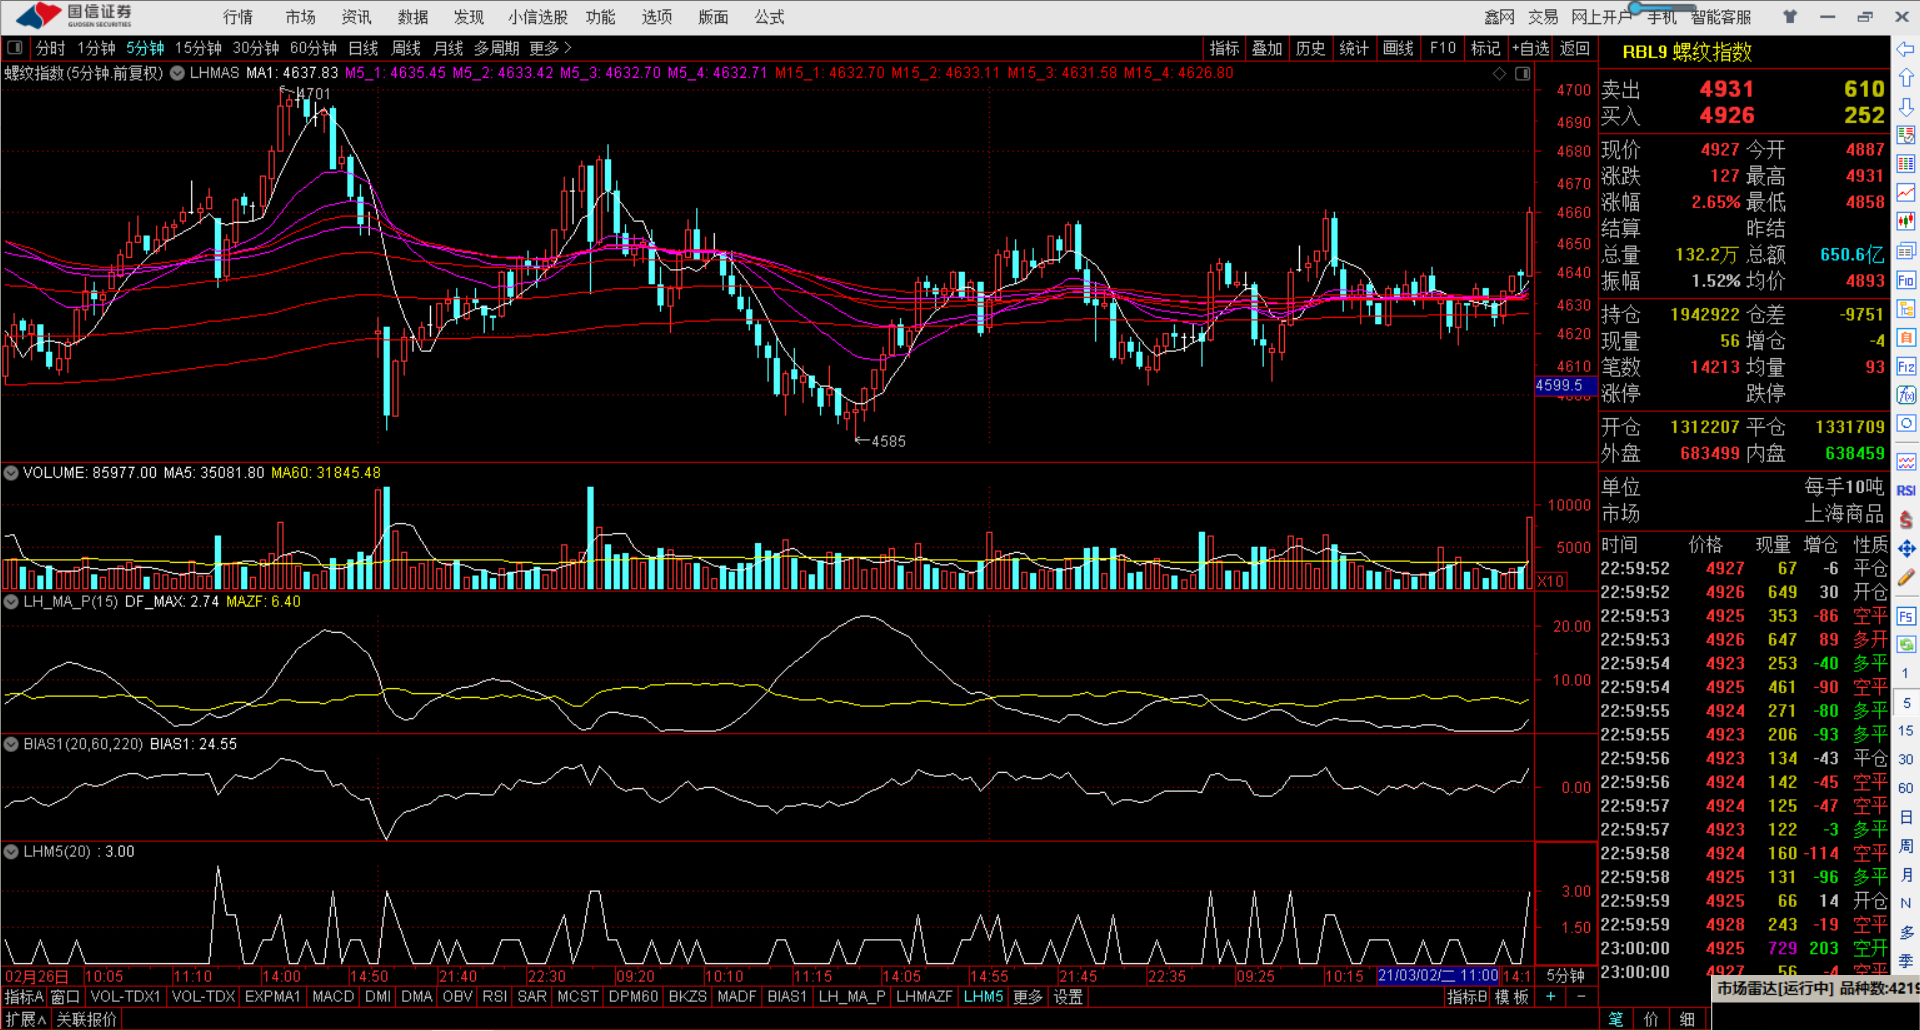 国信证券 行情 市场 资讯 数据 发现 小信选股 功能 选项 版面 公式 鑫网 交易 网上开户 手机 智能客服
GUOSEN SECURITIES
分时 1分钟 5分钟 15分钟 30分钟 60分钟 日线 周线 月线 多周期 更多 指标 叠加 历史 统计 画线 F10 标记 +自选 返回
RBL9 螺纹指数
螺纹指数(5分钟.前复权) LHMAS MA1: 4637.83 M5_1: 4635.45 M5_2: 4633.42 M5_3: 4632.70 M5_4: 4632.71 M15_1: 4632.70 M15_2: 4633.11 M15_3: 4631.58 M15_4: 4626.80
4701
4585
4700
4690
4680
4670
4660
4650
4640
4630
4620
4610
4599.5
VOLUME: 85977.00 MA5: 35081.80 MA60: 31845.48
10000
5000
X10
LH_MA_P(15) DF_MAX: 2.74 MAZF: 6.40
20.00
10.00
BIAS1(20,60,220) BIAS1: 24.55
0.00
LHM5(20) : 3.00
3.00
1.50
02月26日 10:05 11:10 14:00 14:50 21:40 22:30 09:20 10:10 11:15 14:05 14:55 21:45 22:35 09:25 10:15 21/03/02/二 11:00 14:1 5分钟
指标A 窗口 VOL-TDX1 VOL-TDX EXPMA1 MACD DMI DMA OBV RSI SAR MCST DPM60 BKZS MADF BIAS1 LH_MA_P LHMAZF LHM5 更多 设置 指标B 模板 + −
扩展∧ 关联报价
卖出 4931 610
买入 4926 252
现价 4927 今开 4887
涨跌 127 最高 4931
涨幅 2.65% 最低 4858
结算 昨结
总量 132.2万 总额 650.6亿
振幅 1.52% 均价 4893
持仓 1942922 仓差 -9751
现量 56 增仓 -4
笔数 14213 均量 93
涨停 跌停
开仓 1312207 平仓 1331709
外盘 683499 内盘 638459
单位 每手10吨
市场 上海商品
时间 价格 现量 增仓 性质
22:59:52 4927 67 -6 平仓
22:59:52 4926 649 30 开仓
22:59:53 4925 353 -86 空平
22:59:53 4926 647 89 多开
22:59:54 4923 253 -40 多平
22:59:54 4925 461 -90 空平
22:59:55 4924 271 -80 多平
22:59:55 4923 206 -93 多平
22:59:56 4923 134 -43 平仓
22:59:56 4924 142 -45 空平
22:59:57 4924 125 -47 空平
22:59:57 4923 122 -3 多平
22:59:58 4924 160 -114 空平
22:59:58 4925 131 -96 多平
22:59:59 4925 66 14 开仓
22:59:59 4928 243 -19 空平
23:00:00 4925 729 203 空开
23:00:00 4927 56 -4 空平
市场雷达[运行中] 品种数:4219
笔 价 细
F10
自
F12
f(x)
RSI
$
F5
1
5
15
30
60
日
周
月
N
多
季